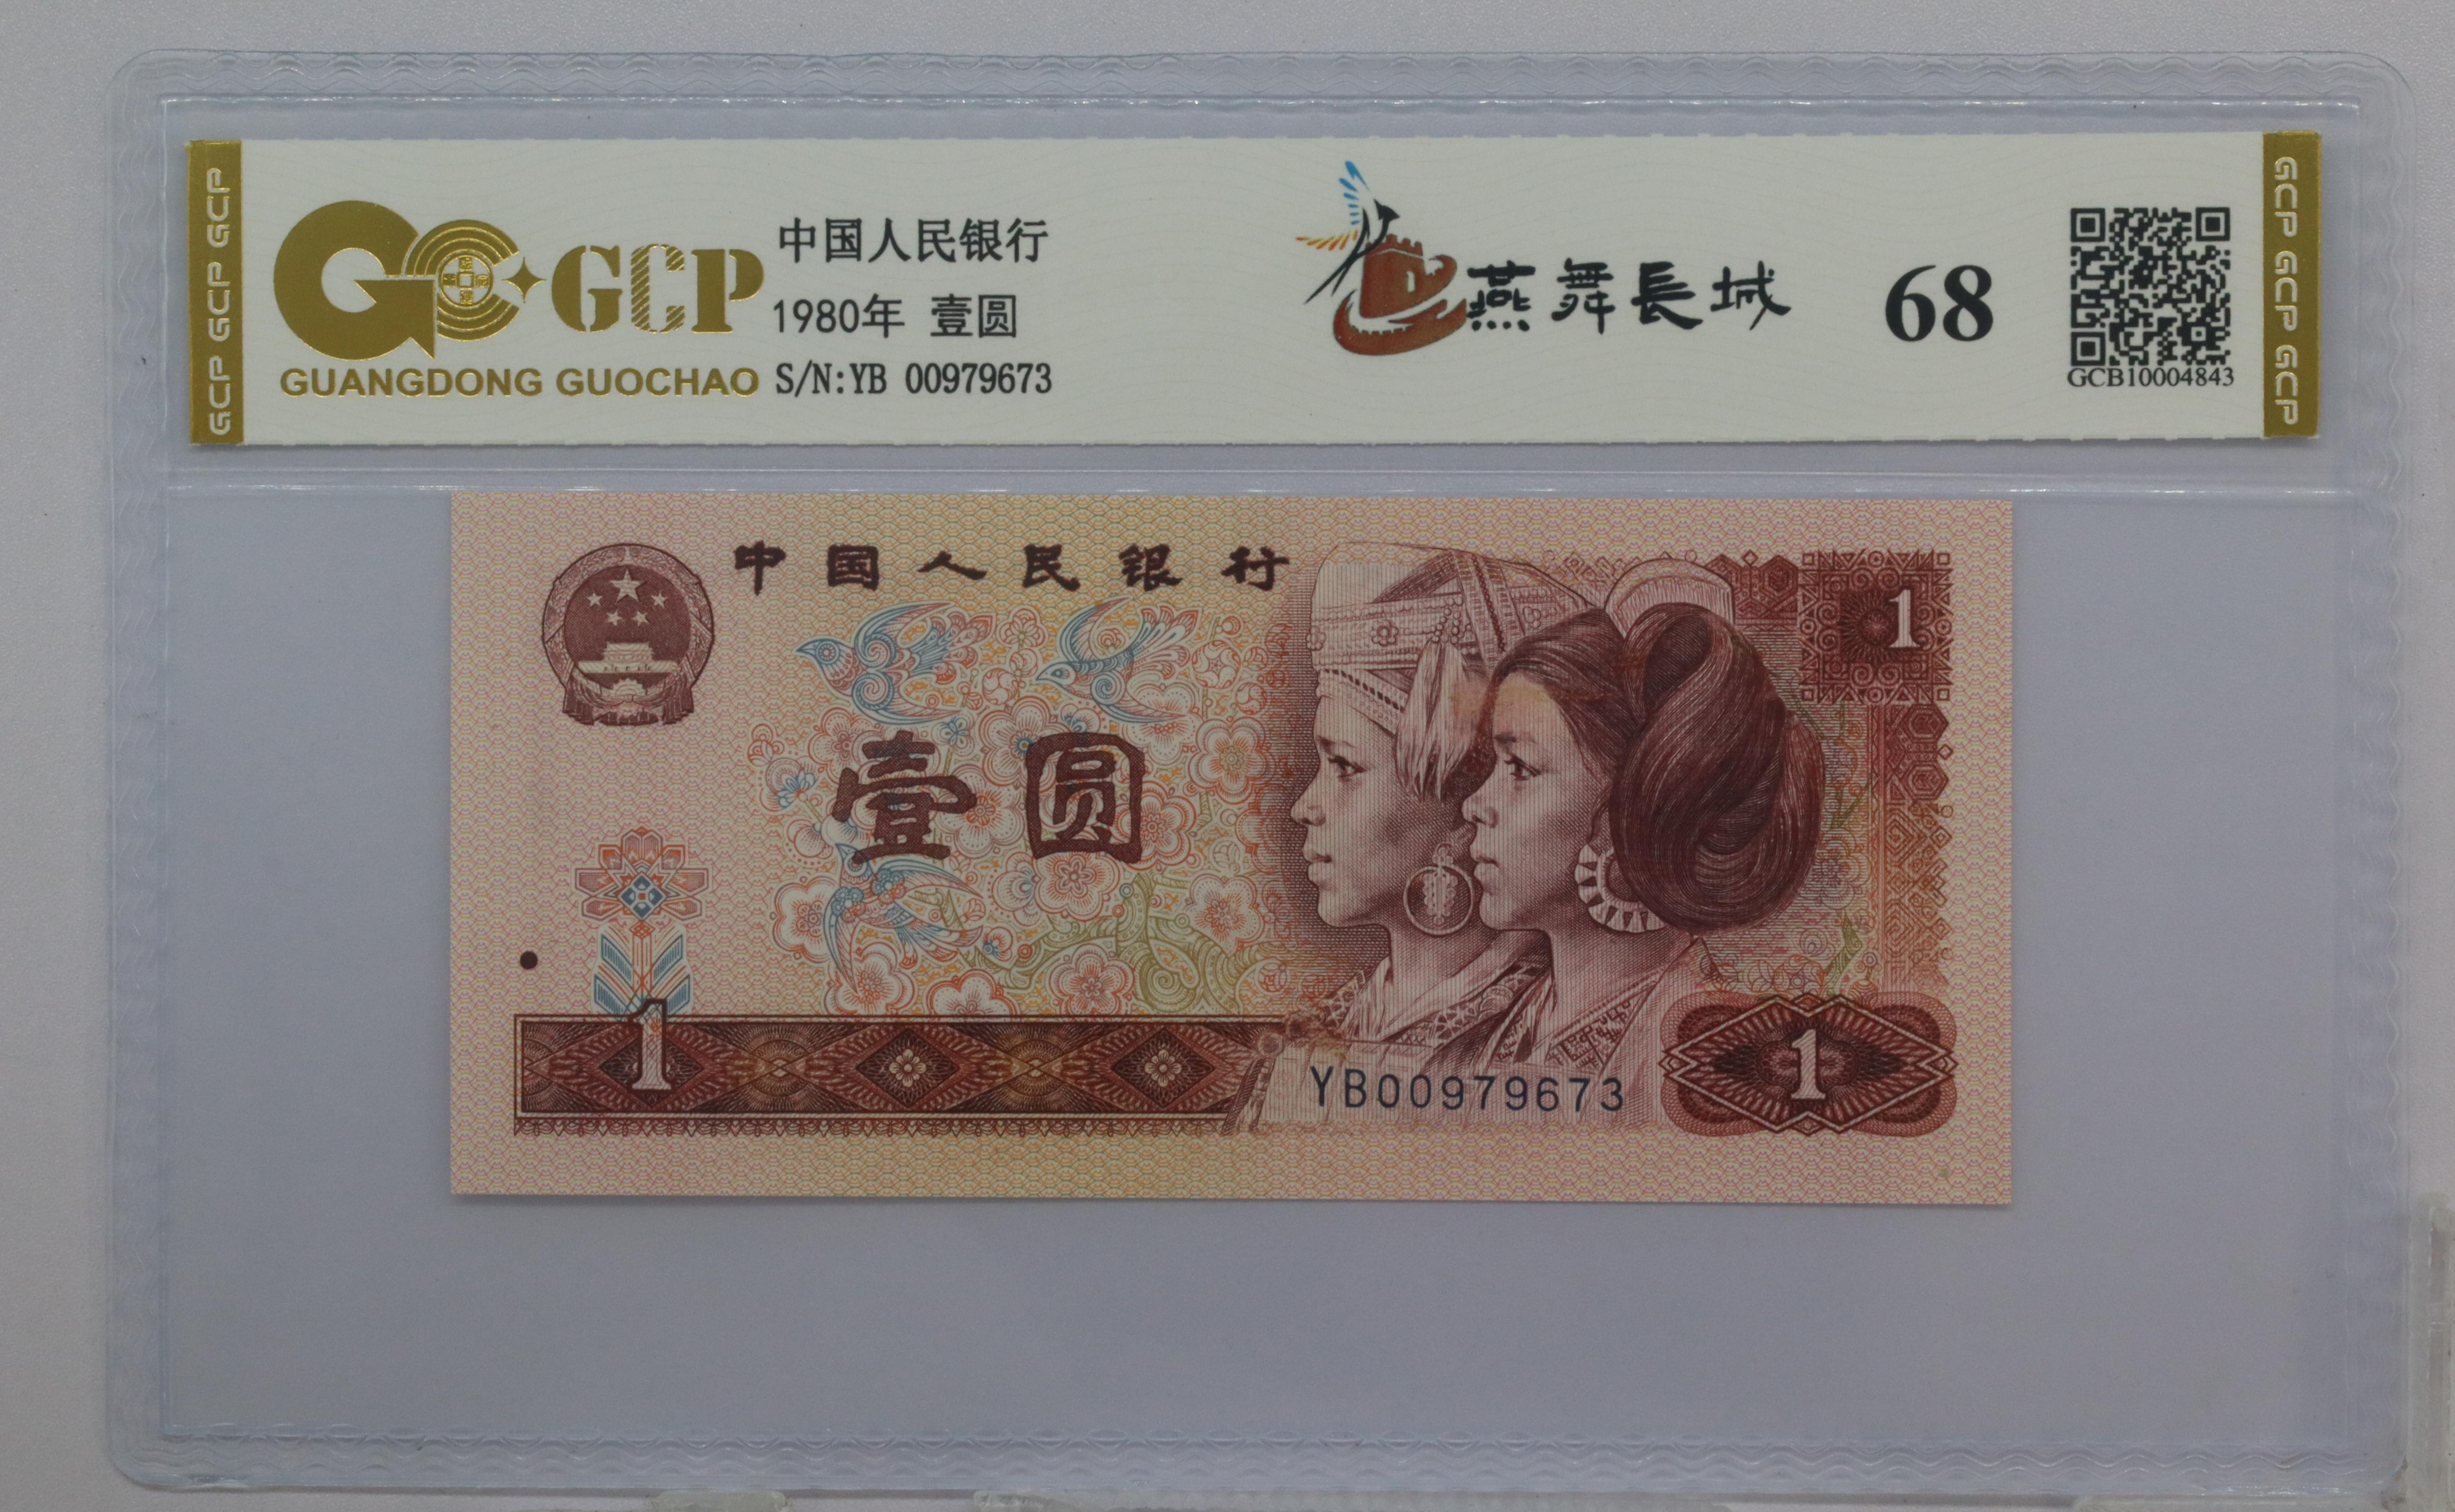 GCP GCP GCP
GCP
GUANGDONG GUOCHAO
中国人民银行
1980年 壹圆
S/N:YB 00979673
燕舞長城
68
GCB10004843
GCP GCP GCP
中国人民银行
1
壹圆
1
YB00979673
1